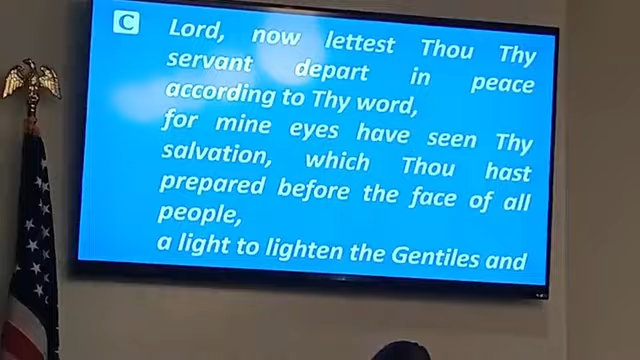 C Lord, now lettest Thou Thy
servant depart in peace
according to Thy word,
for mine eyes have seen Thy
salvation, which Thou hast
prepared before the face of all
people,
a light to lighten the Gentiles and